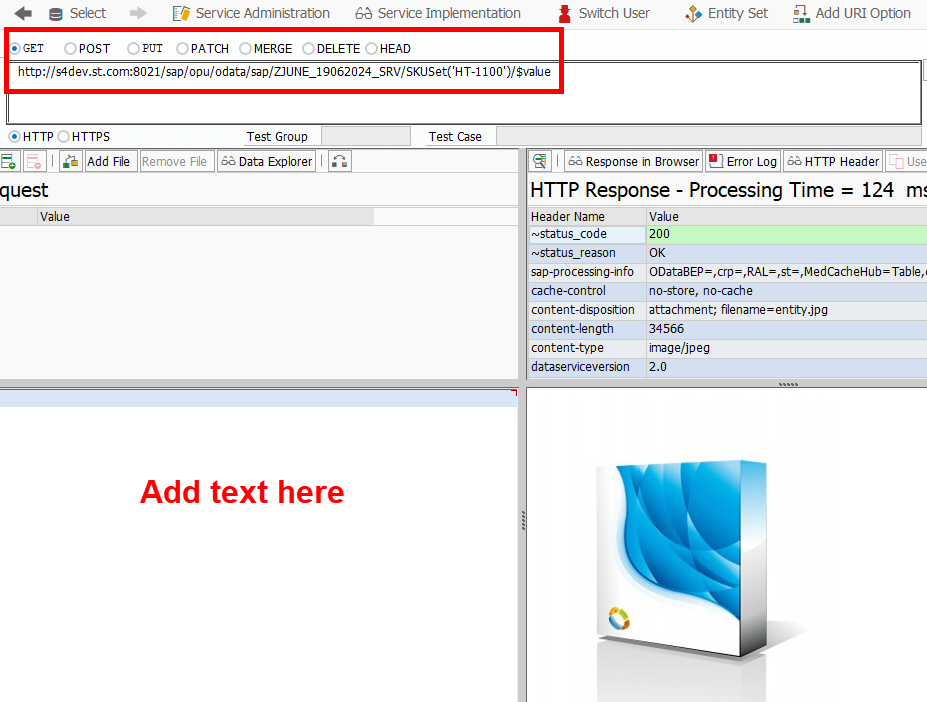 Select Service Administration Service Implementation Switch User Entity Set Add URI Option
GET POST PUT PATCH MERGE DELETE HEAD
http://s4dev.st.com:8021/sap/opu/odata/sap/ZJUNE_19062024_SRV/SKUSet('HT-1100')/$value
HTTP HTTPS Test Group Test Case
Add File Remove File Data Explorer
quest
Value
Response in Browser Error Log HTTP Header Use
HTTP Response - Processing Time = 124 ms
Header Name Value
~status_code 200
~status_reason OK
sap-processing-info ODataBEP=,crp=,RAL=,st=,MedCacheHub=Table,
cache-control no-store, no-cache
content-disposition attachment; filename=entity.jpg
content-length 34566
content-type image/jpeg
dataserviceversion 2.0
Add text here